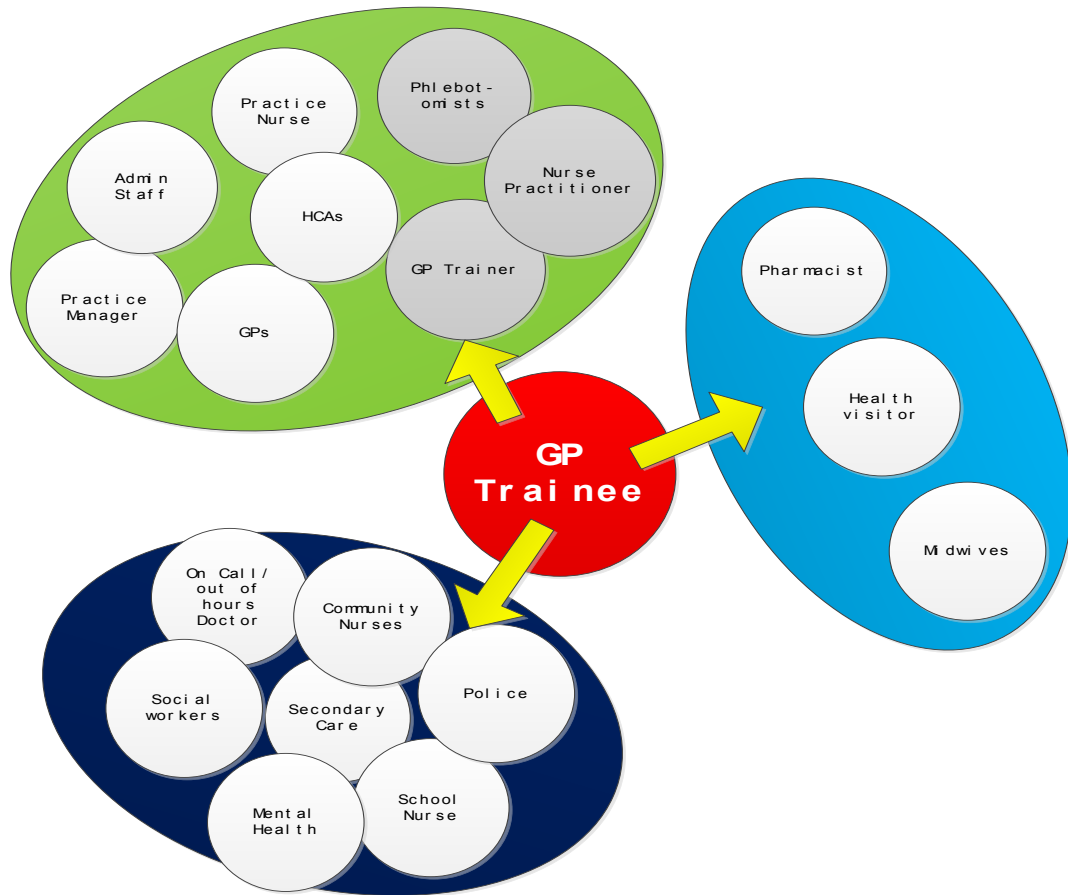 Phlebot-
omists
Practice
Nurse
Nurse
Practitioner
Admin
Staff
HCAs
GP Trainer
Practice
Manager
GPs
Pharmacist
Health
visitor
Midwives
GP
Trainee
On Call/
out of
hours
Doctor
Community
Nurses
Police
Social
workers
Secondary
Care
School
Nurse
Mental
Health